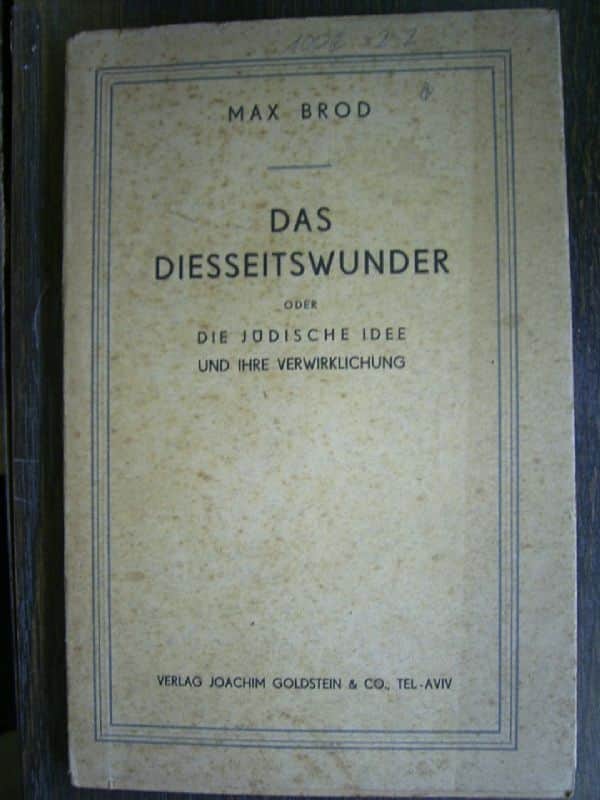 MAX BROD
DAS
DIESSEITSWUNDER
ODER
DIE JÜDISCHE IDEE
UND IHRE VERWIRKLICHUNG
VERLAG JOACHIM GOLDSTEIN & CO., TEL-AVIV